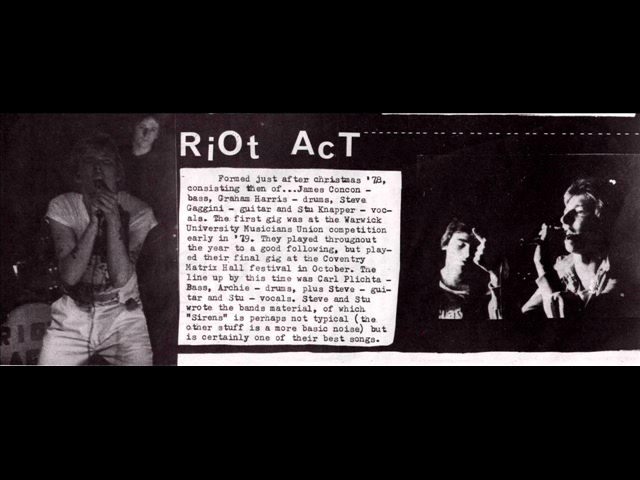 RiOt AcT
Formed just after christmas '78,
consisting then of...James Concon -
bass, Graham Harris - drums, Steve
Gaggini - guitar and Stu Knapper - voc-
als. The first gig was at the Warwick
University Musicians Union competition
early in '79. They played throughout
the year to a good following, but play-
ed their final gig at the Coventry
Matrix Hall festival in October. The
line up by this time was Carl Plichta -
Bass, Archie - drums, plus Steve - gui-
tar and Stu - vocals. Steve and Stu
wrote the bands material, of which
"Sirens" is perhaps not typical (the
other stuff is a more basic noise) but
is certainly one of their best songs.